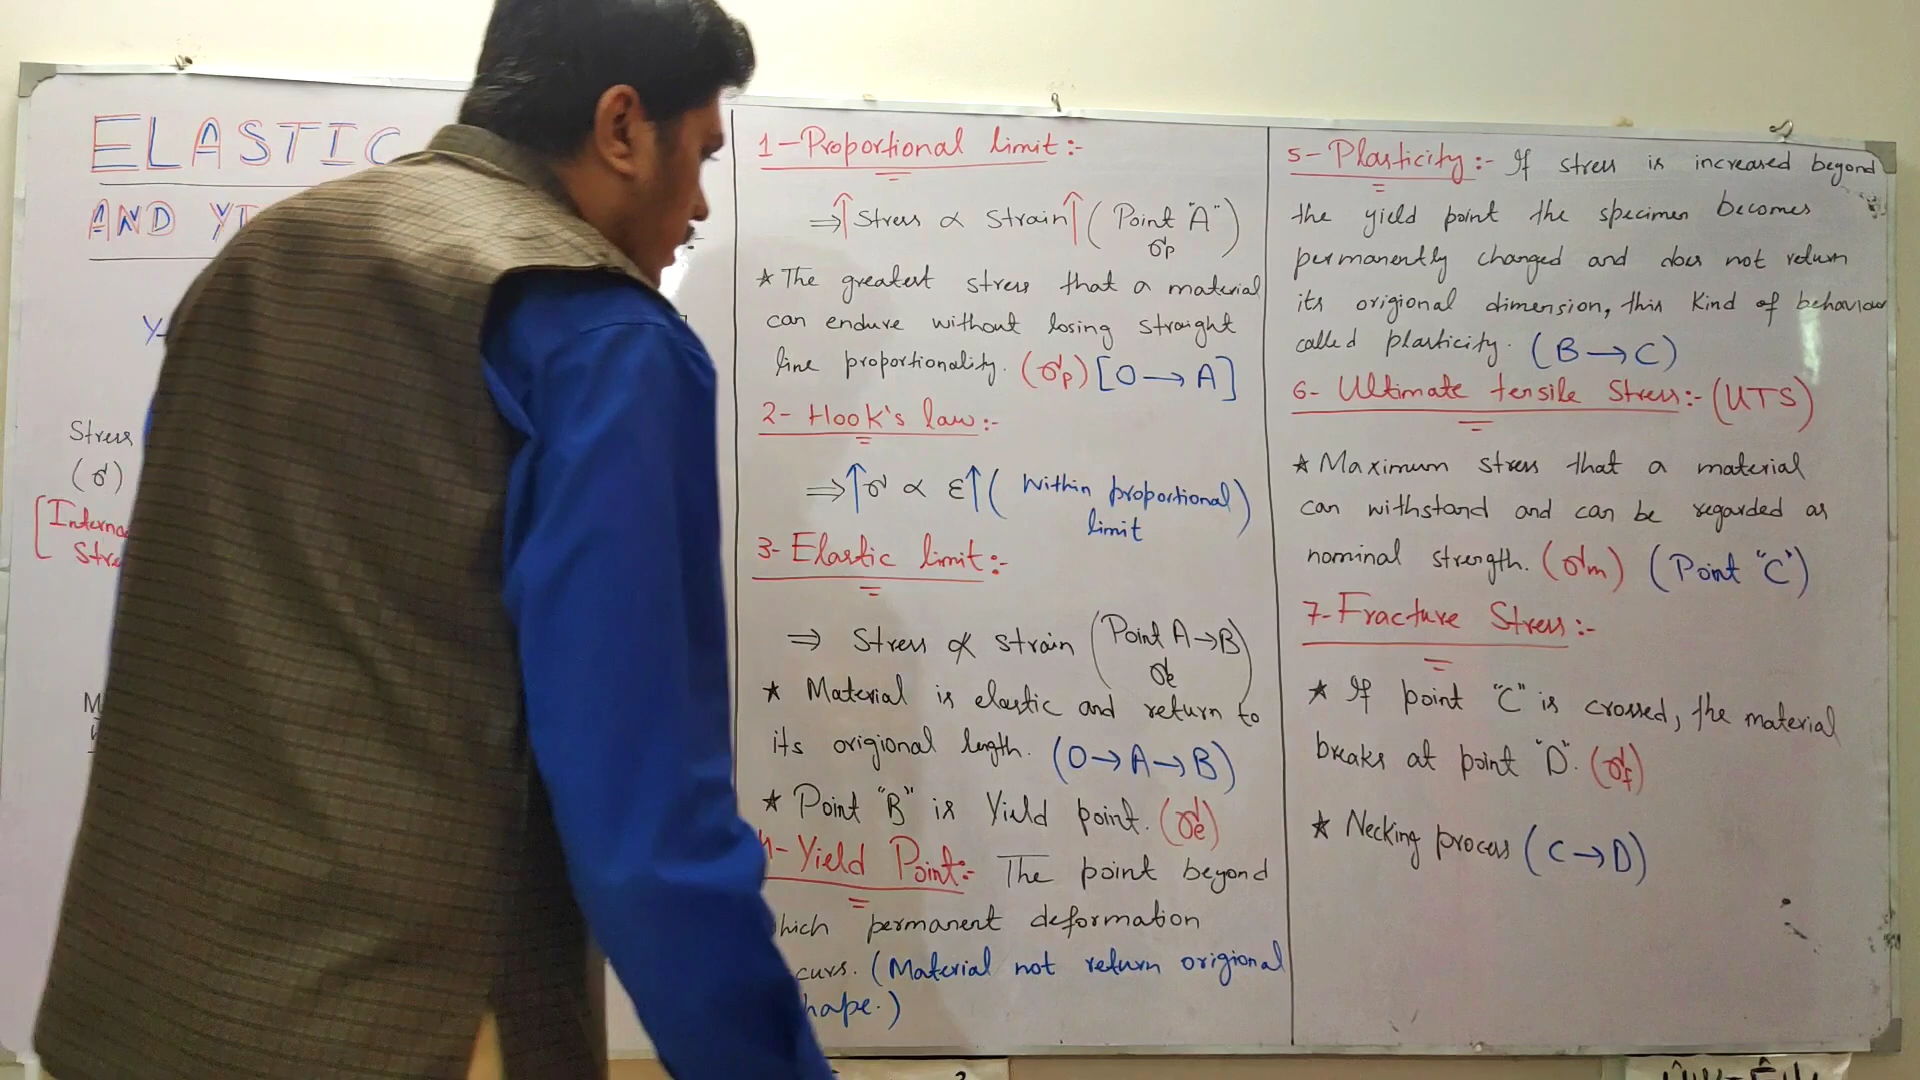 ELASTIC
AND
Stress
(σ)
1-Proportional limit:-
⇒↑Stress ∝ Strain↑ (Point "A")
σp
* The greatest stress that a material
can endure without losing straight
line proportionality. (σp) [O→A]
2- Hook's law:-
⇒↑σ ∝ ε↑ (Within proportional)
limit
3- Elastic limit:-
⇒ Stress ∝̸ strain (Point A→B)
σe
* Material is elastic and return to
its origional length. (O→A→B)
* Point "B" is Yield point. (σe)
4- Yield Point:- The point beyond
hich permanent deformation
curs. (Material not return origional
hape.)
5- Plasticity:- If stress is increased beyond
the yield point the specimen becomes
permanently changed and does not return
its origional dimension, this kind of behaviour
called plasticity. (B→C)
6- Ultimate tensile Stress:- (UTS)
* Maximum stress that a material
can withstand and can be regarded as
nominal strength. (σm) (Point "C")
7-Fracture Stress:-
* If point "C" is crossed, the material
breaks at point "D". (σf)
* Necking process (C→D)